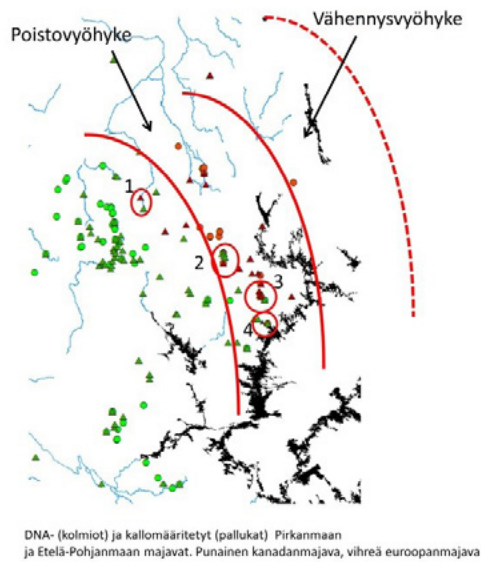 Vähennysvyöhyke
Poistovyöhyke
1
2
3
4
DNA- (kolmiot) ja kallomääritetyt (pallukat) Pirkanmaan
ja Etelä-Pohjanmaan majavat. Punainen kanadanmajava, vihreä euroopanmajava